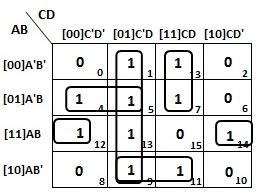 CD
AB
[00]C'D' [01]C'D [11]CD [10]CD'
[00]A'B' 0 0 1 1 1 3 0 2
[01]A'B 1 4 1 5 1 7 0 6
[11]AB 1 12 1 13 0 15 1 14
[10]AB' 0 8 1 9 1 11 0 10